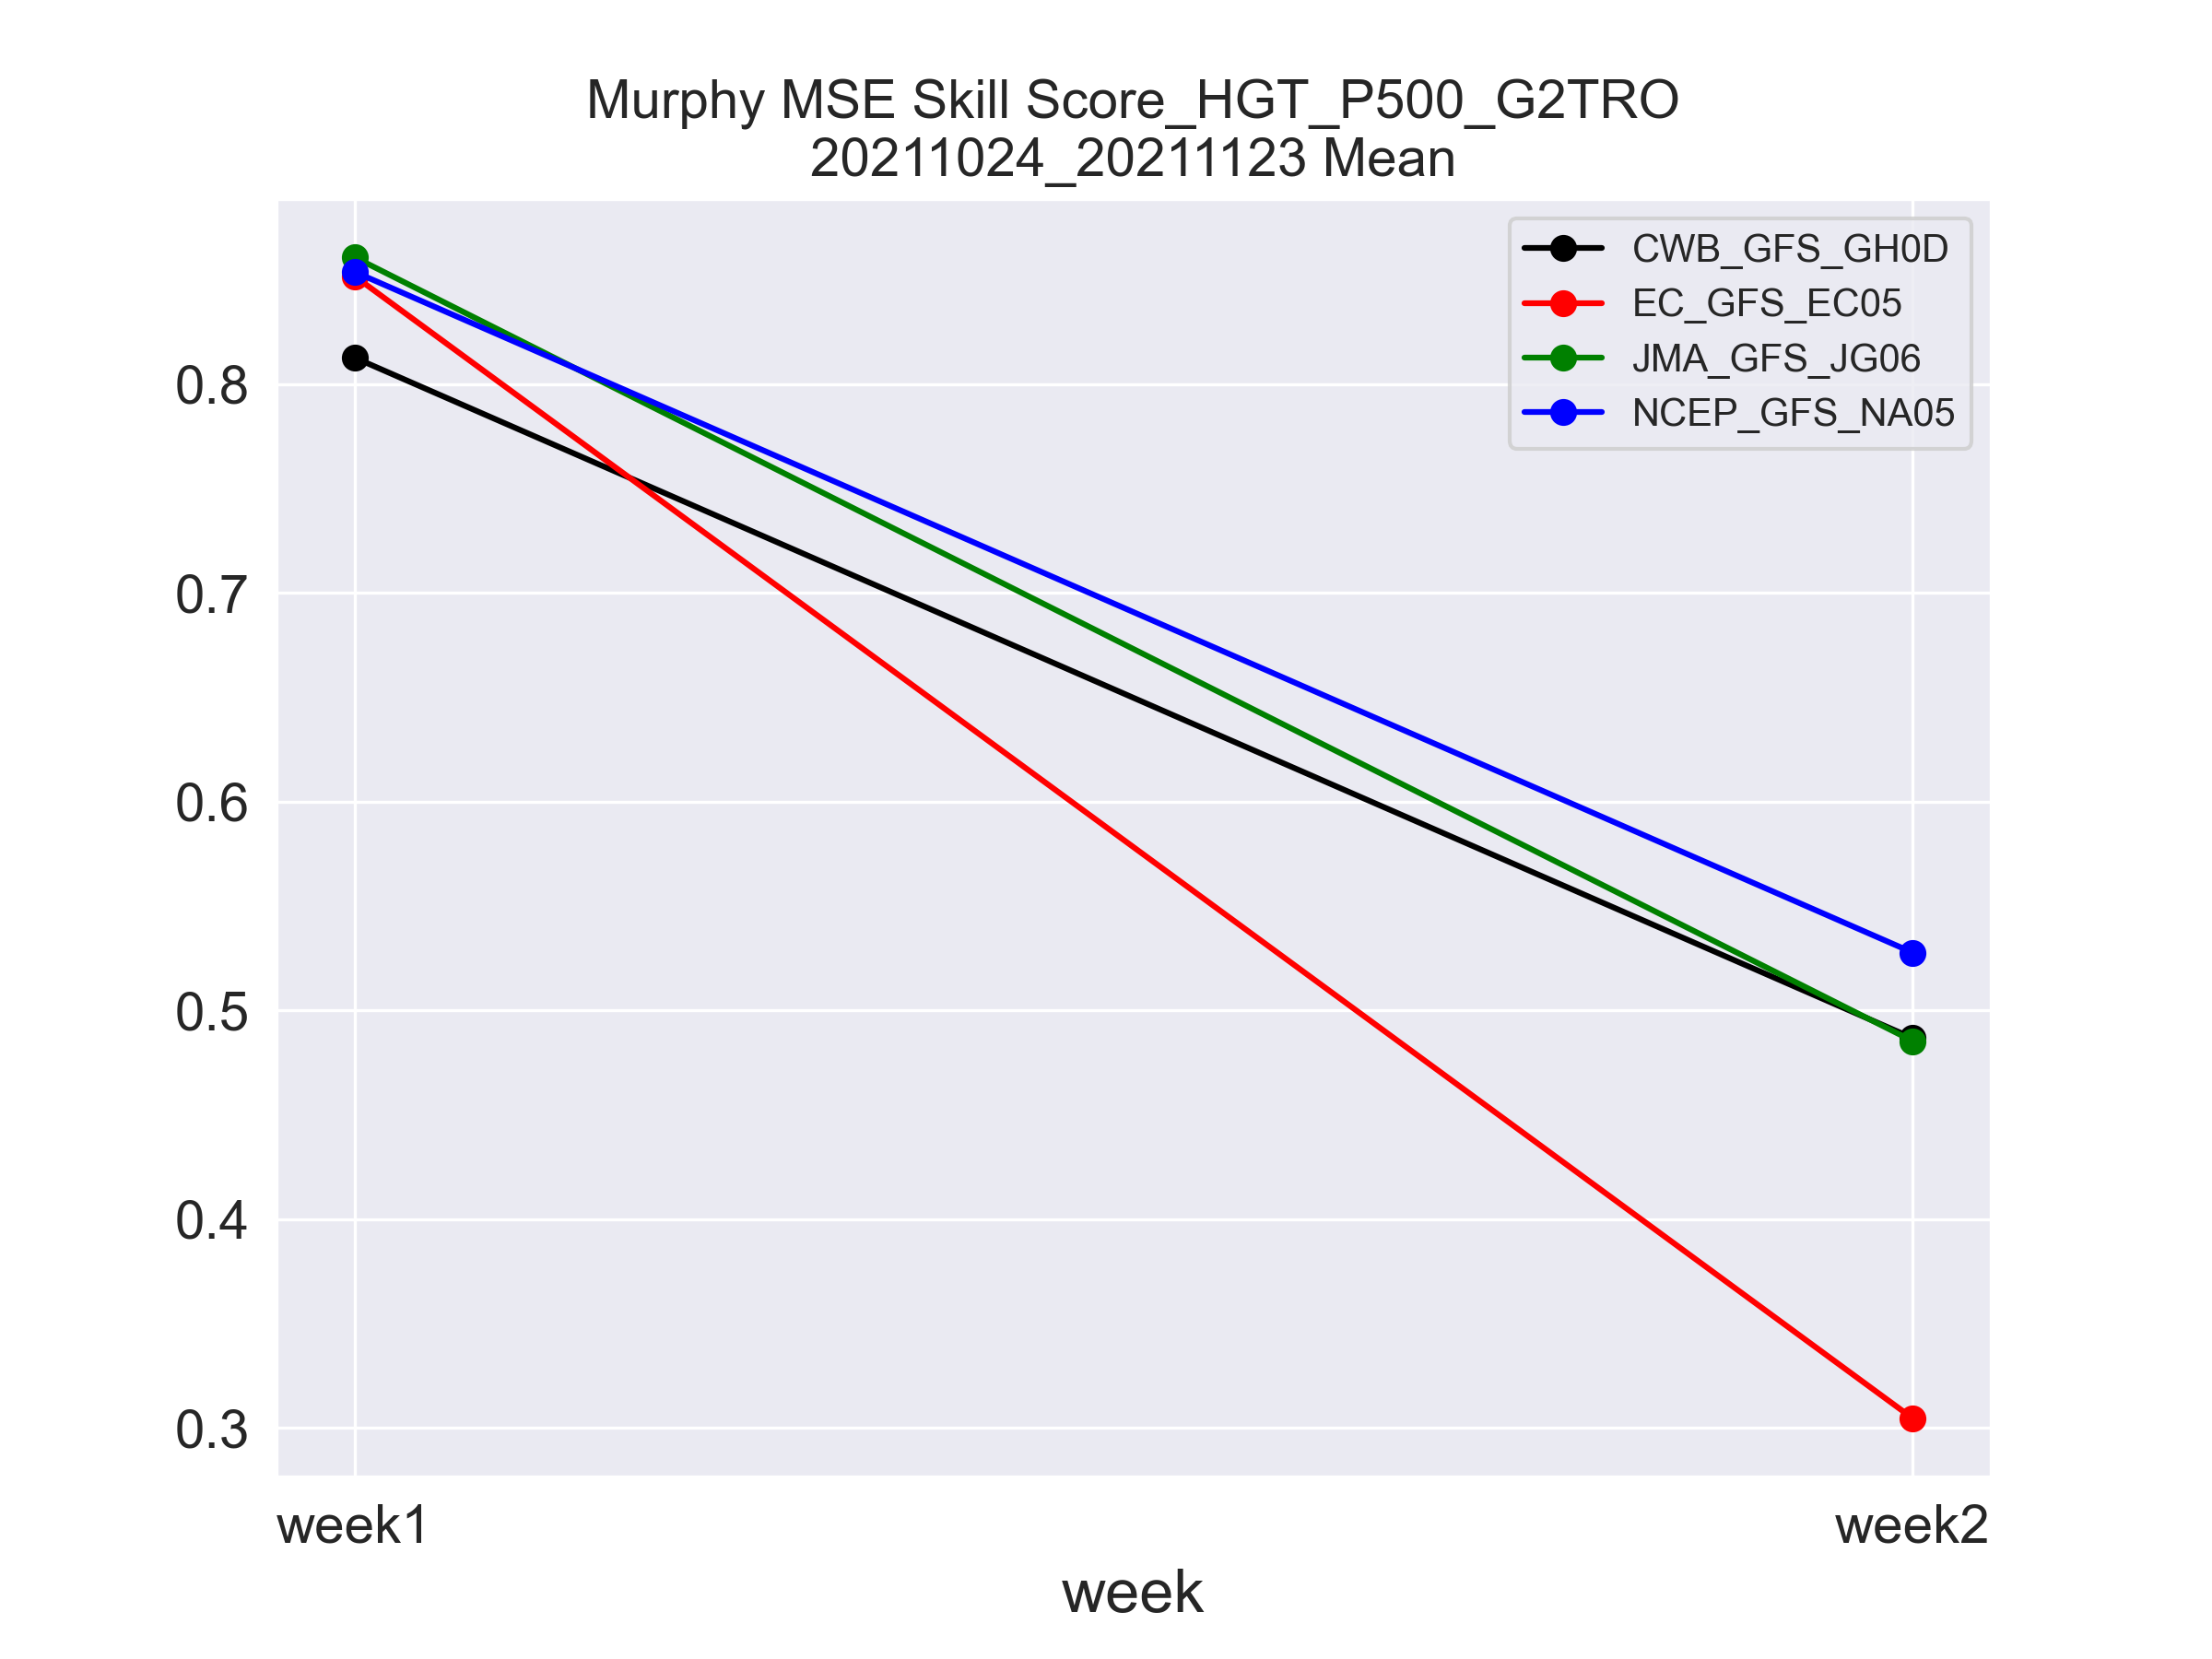 Murphy MSE Skill Score_HGT_P500_G2TRO
20211024_20211123 Mean
CWB_GFS_GH0D
EC_GFS_EC05
JMA_GFS_JG06
NCEP_GFS_NA05
0.8
0.7
0.6
0.5
0.4
0.3
week1
week2
week